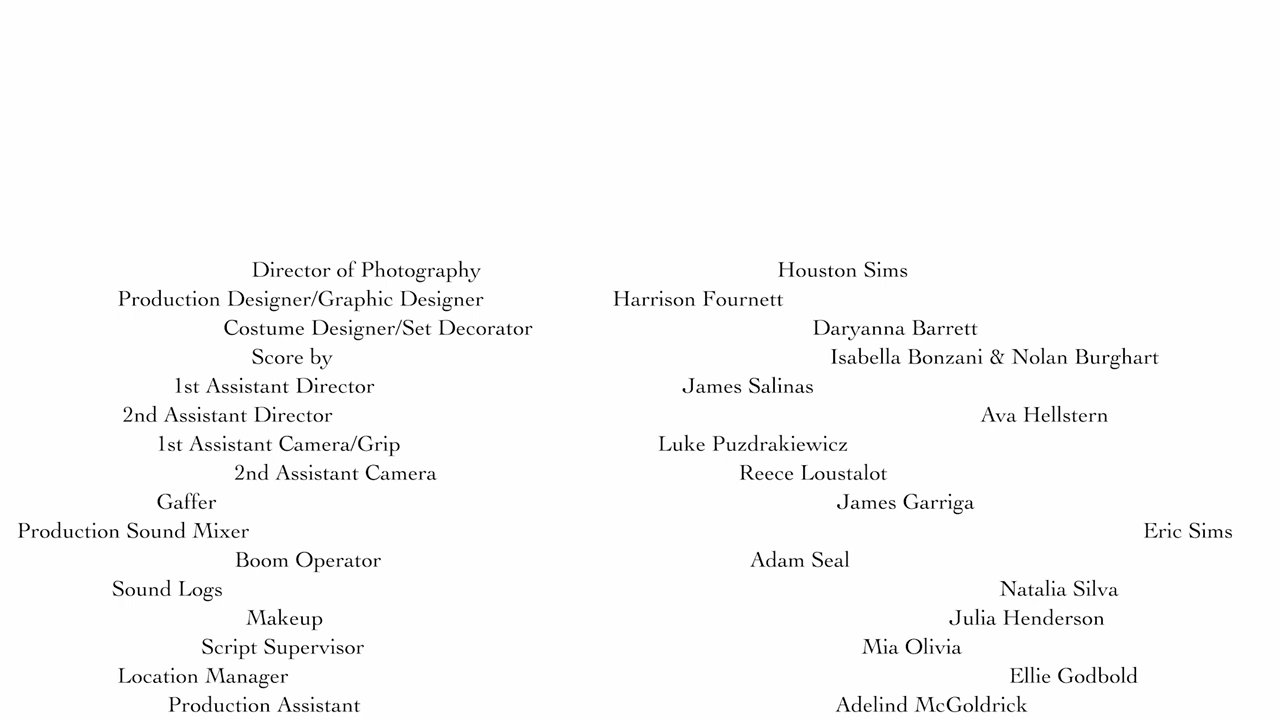 Director of Photography Houston Sims
Production Designer/Graphic Designer Harrison Fournett
Costume Designer/Set Decorator Daryanna Barrett
Score by Isabella Bonzani & Nolan Burghart
1st Assistant Director James Salinas
2nd Assistant Director Ava Hellstern
1st Assistant Camera/Grip Luke Puzdrakiewicz
2nd Assistant Camera Reece Loustalot
Gaffer James Garriga
Production Sound Mixer Eric Sims
Boom Operator Adam Seal
Sound Logs Natalia Silva
Makeup Julia Henderson
Script Supervisor Mia Olivia
Location Manager Ellie Godbold
Production Assistant Adelind McGoldrick